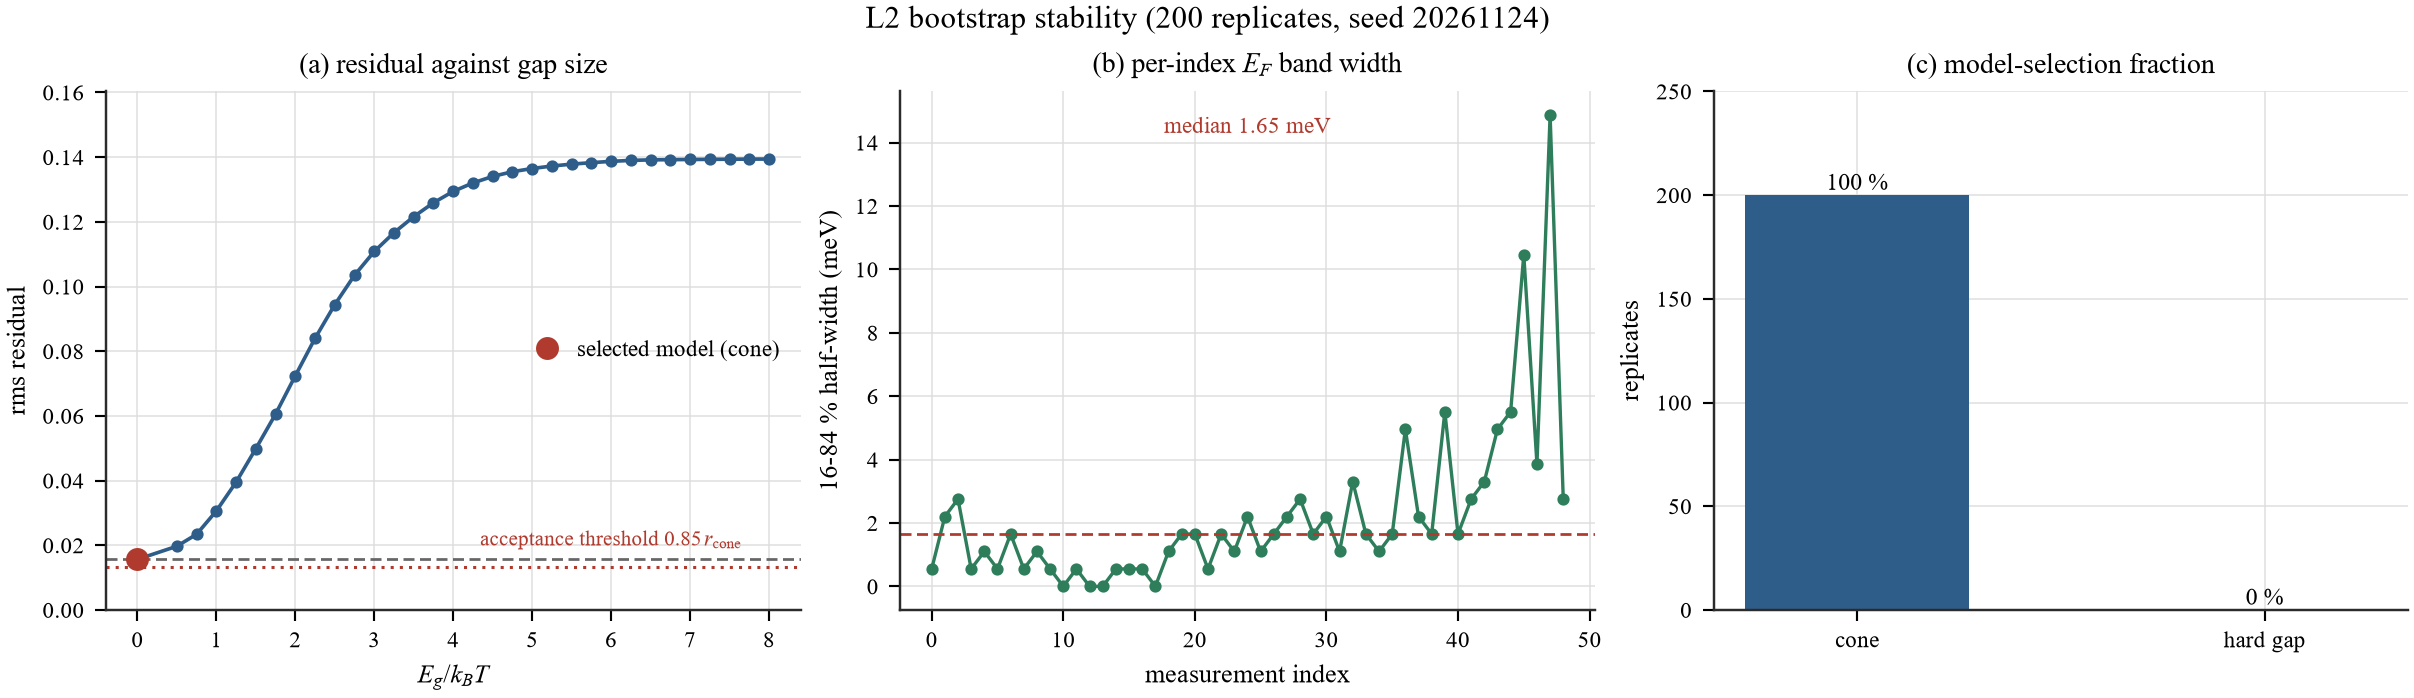 L2 bootstrap stability (200 replicates, seed 20261124)
(a) residual against gap size
rms residual
0.16
0.14
0.12
0.10
0.08
0.06
0.04
0.02
0.00
selected model (cone)
acceptance threshold 0.85 r_cone
0 1 2 3 4 5 6 7 8
E_g/k_BT
(b) per-index E_F band width
16-84 % half-width (meV)
14
12
10
8
6
4
2
0
median 1.65 meV
0 10 20 30 40 50
measurement index
(c) model-selection fraction
replicates
250
200
150
100
50
0
100 %
0 %
cone hard gap